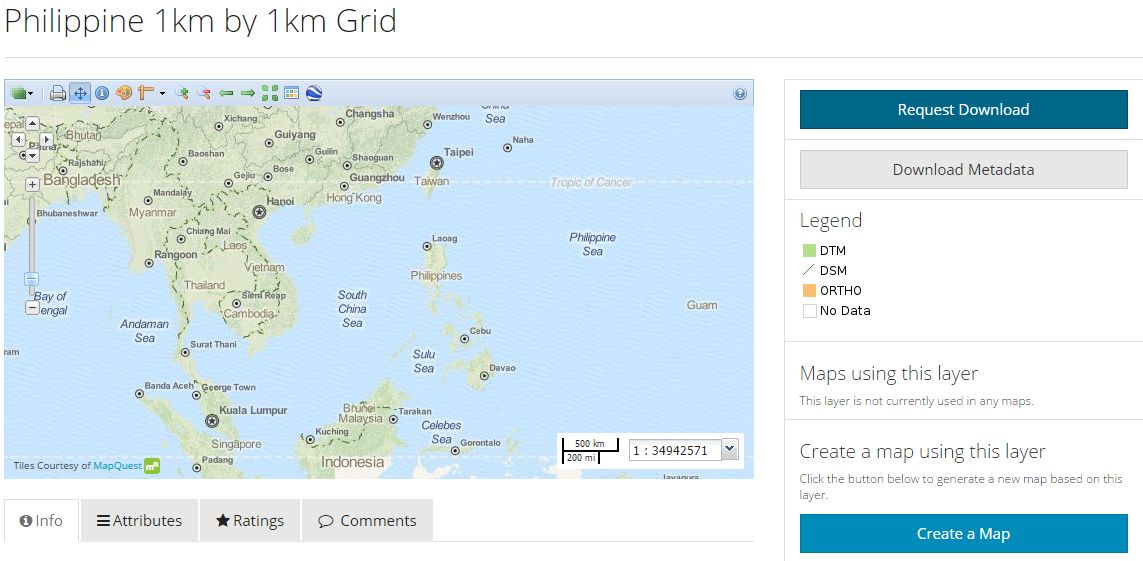 Philippine 1km by 1km Grid
China
Sea
Changsha
Xichang
Wenzhou
Bhutan
Guiyang
Naha
Taipei
Baoshan
Guilin
Shaoguan
Rajshahi
Bose
Gejiu
Guangzhou
Taiwan
Bangladesh
Tropic of Cancer
Mandalay
Hong Kong
Hanoi
Bhubaneshwar
Myanmar
Chiang Mai
Laos
Laoag
Philippine
Sea
Rangoon
Vietnam
Philippines
Thailand
Siem Reap
South
China
Sea
Bay of
engal
Cambodia
Guam
Andaman
Sea
Cebu
ram
Surat Thani
Sulu
Sea
Davao
Banda Aceh
George Town
Kuala Lumpur
Brunei
Malaysia
Tarakan
Celebes
Sea
Kuching
Singapore
Gorontalo
Padang
Indonesia
500 km
200 mi
1 : 34942571
Tiles Courtesy of MapQuest
Info
Attributes
Ratings
Comments
Request Download
Download Metadata
Legend
DTM
DSM
ORTHO
No Data
Maps using this layer
This layer is not currently used in any maps.
Create a map using this layer
Click the button below to generate a new map based on this
layer.
Create a Map